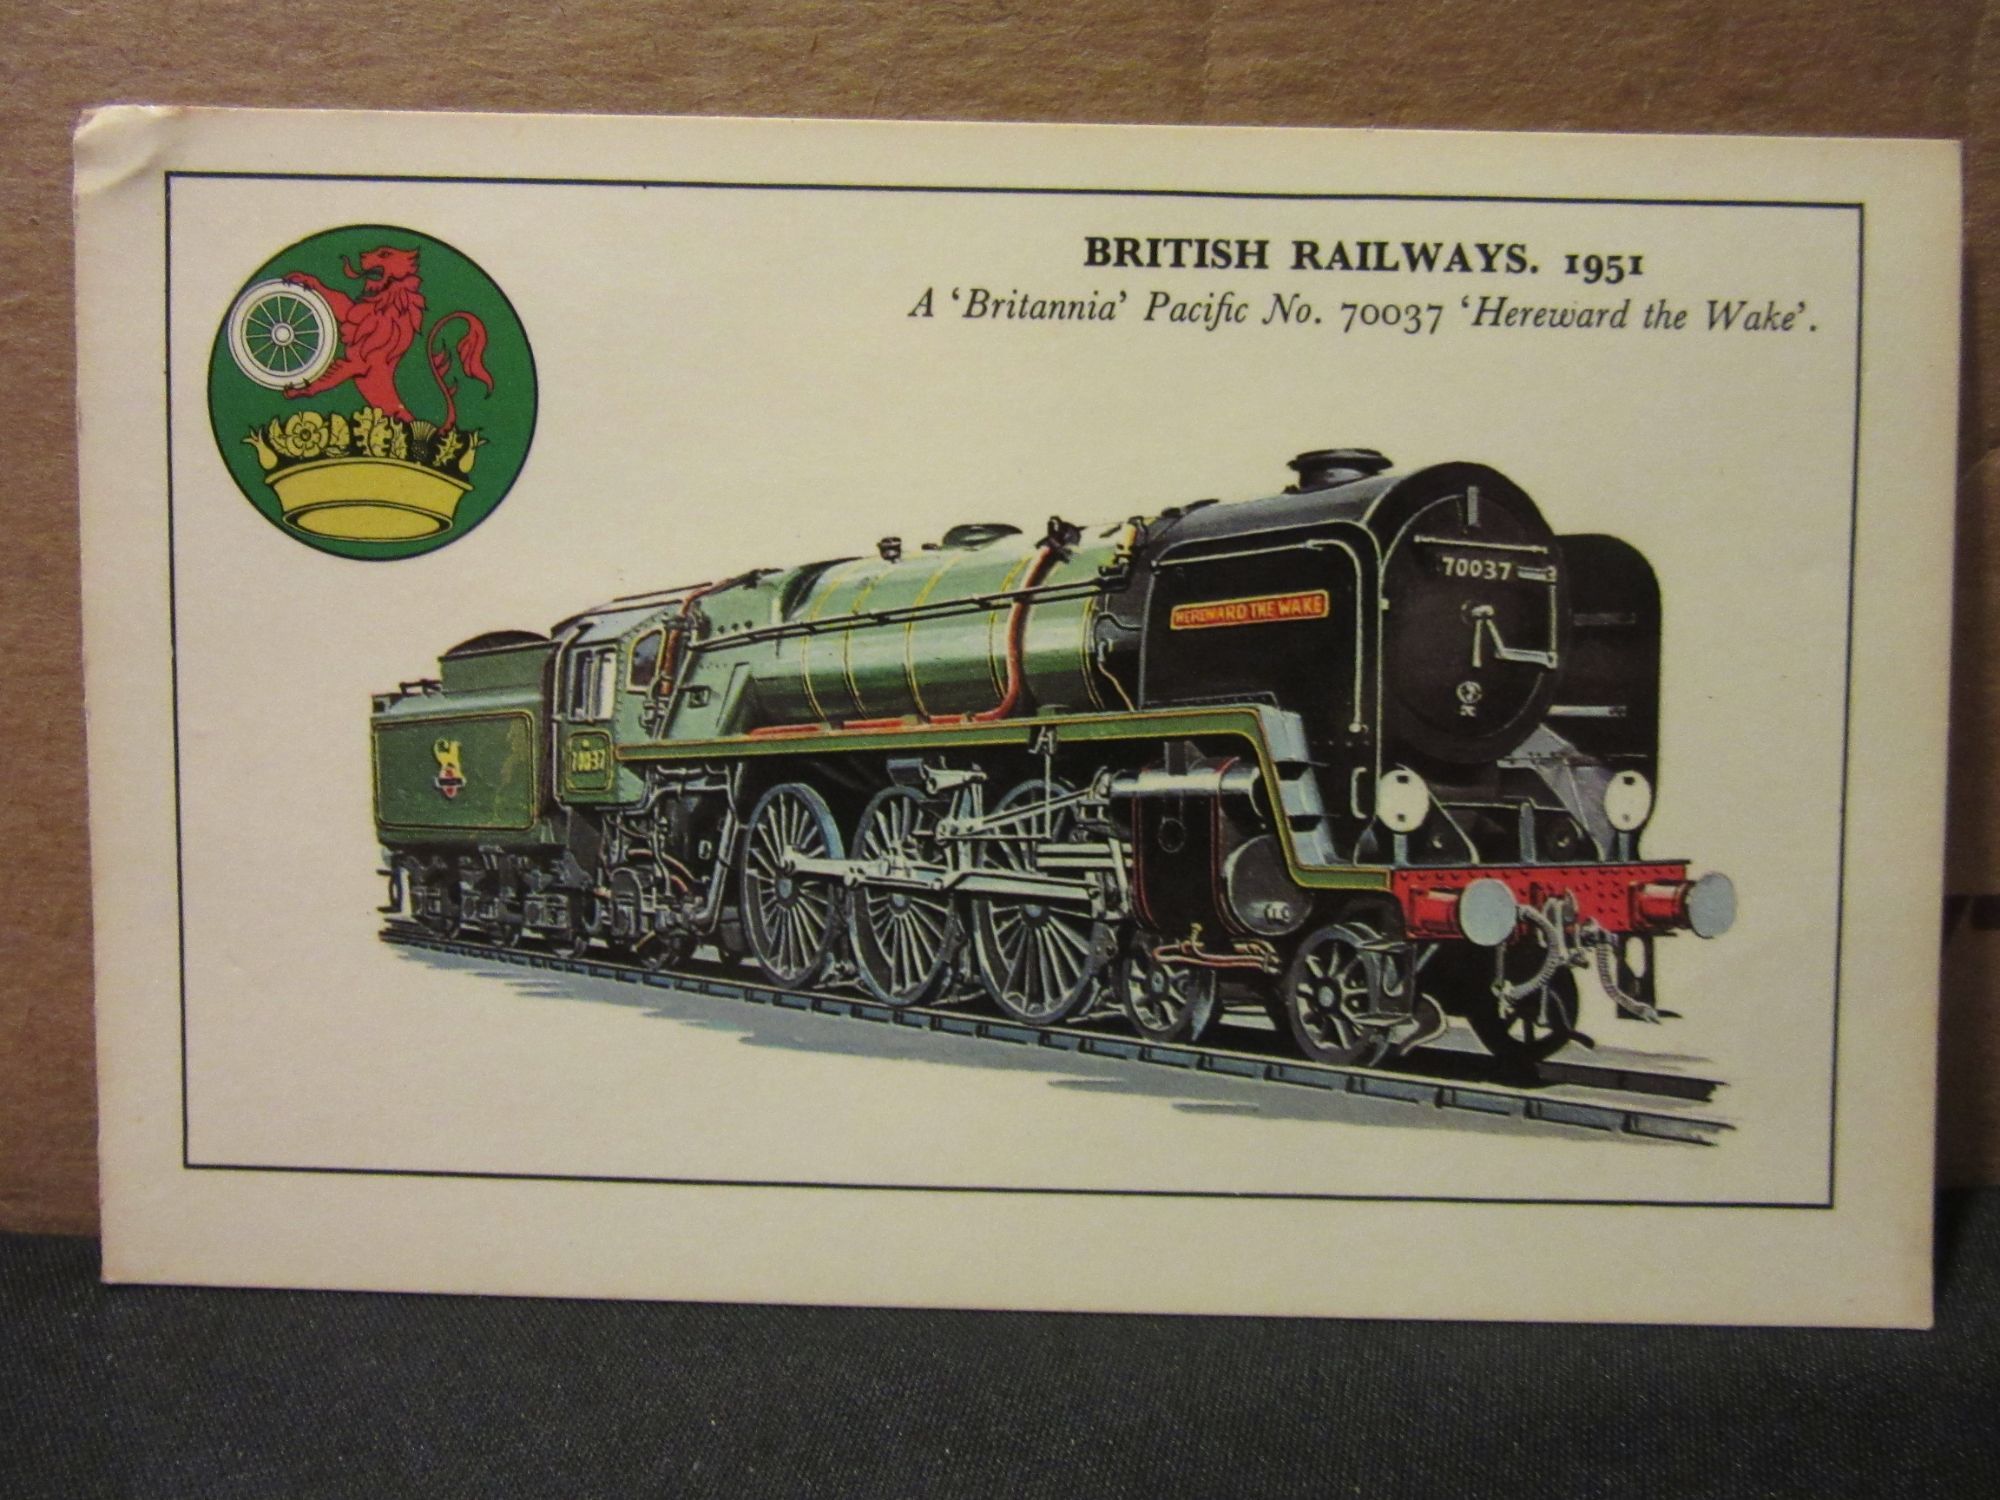 BRITISH RAILWAYS. 1951
A ‘Britannia’ Pacific No. 70037 ‘Hereward the Wake’.
70037
HEREWARD THE WAKE
70037